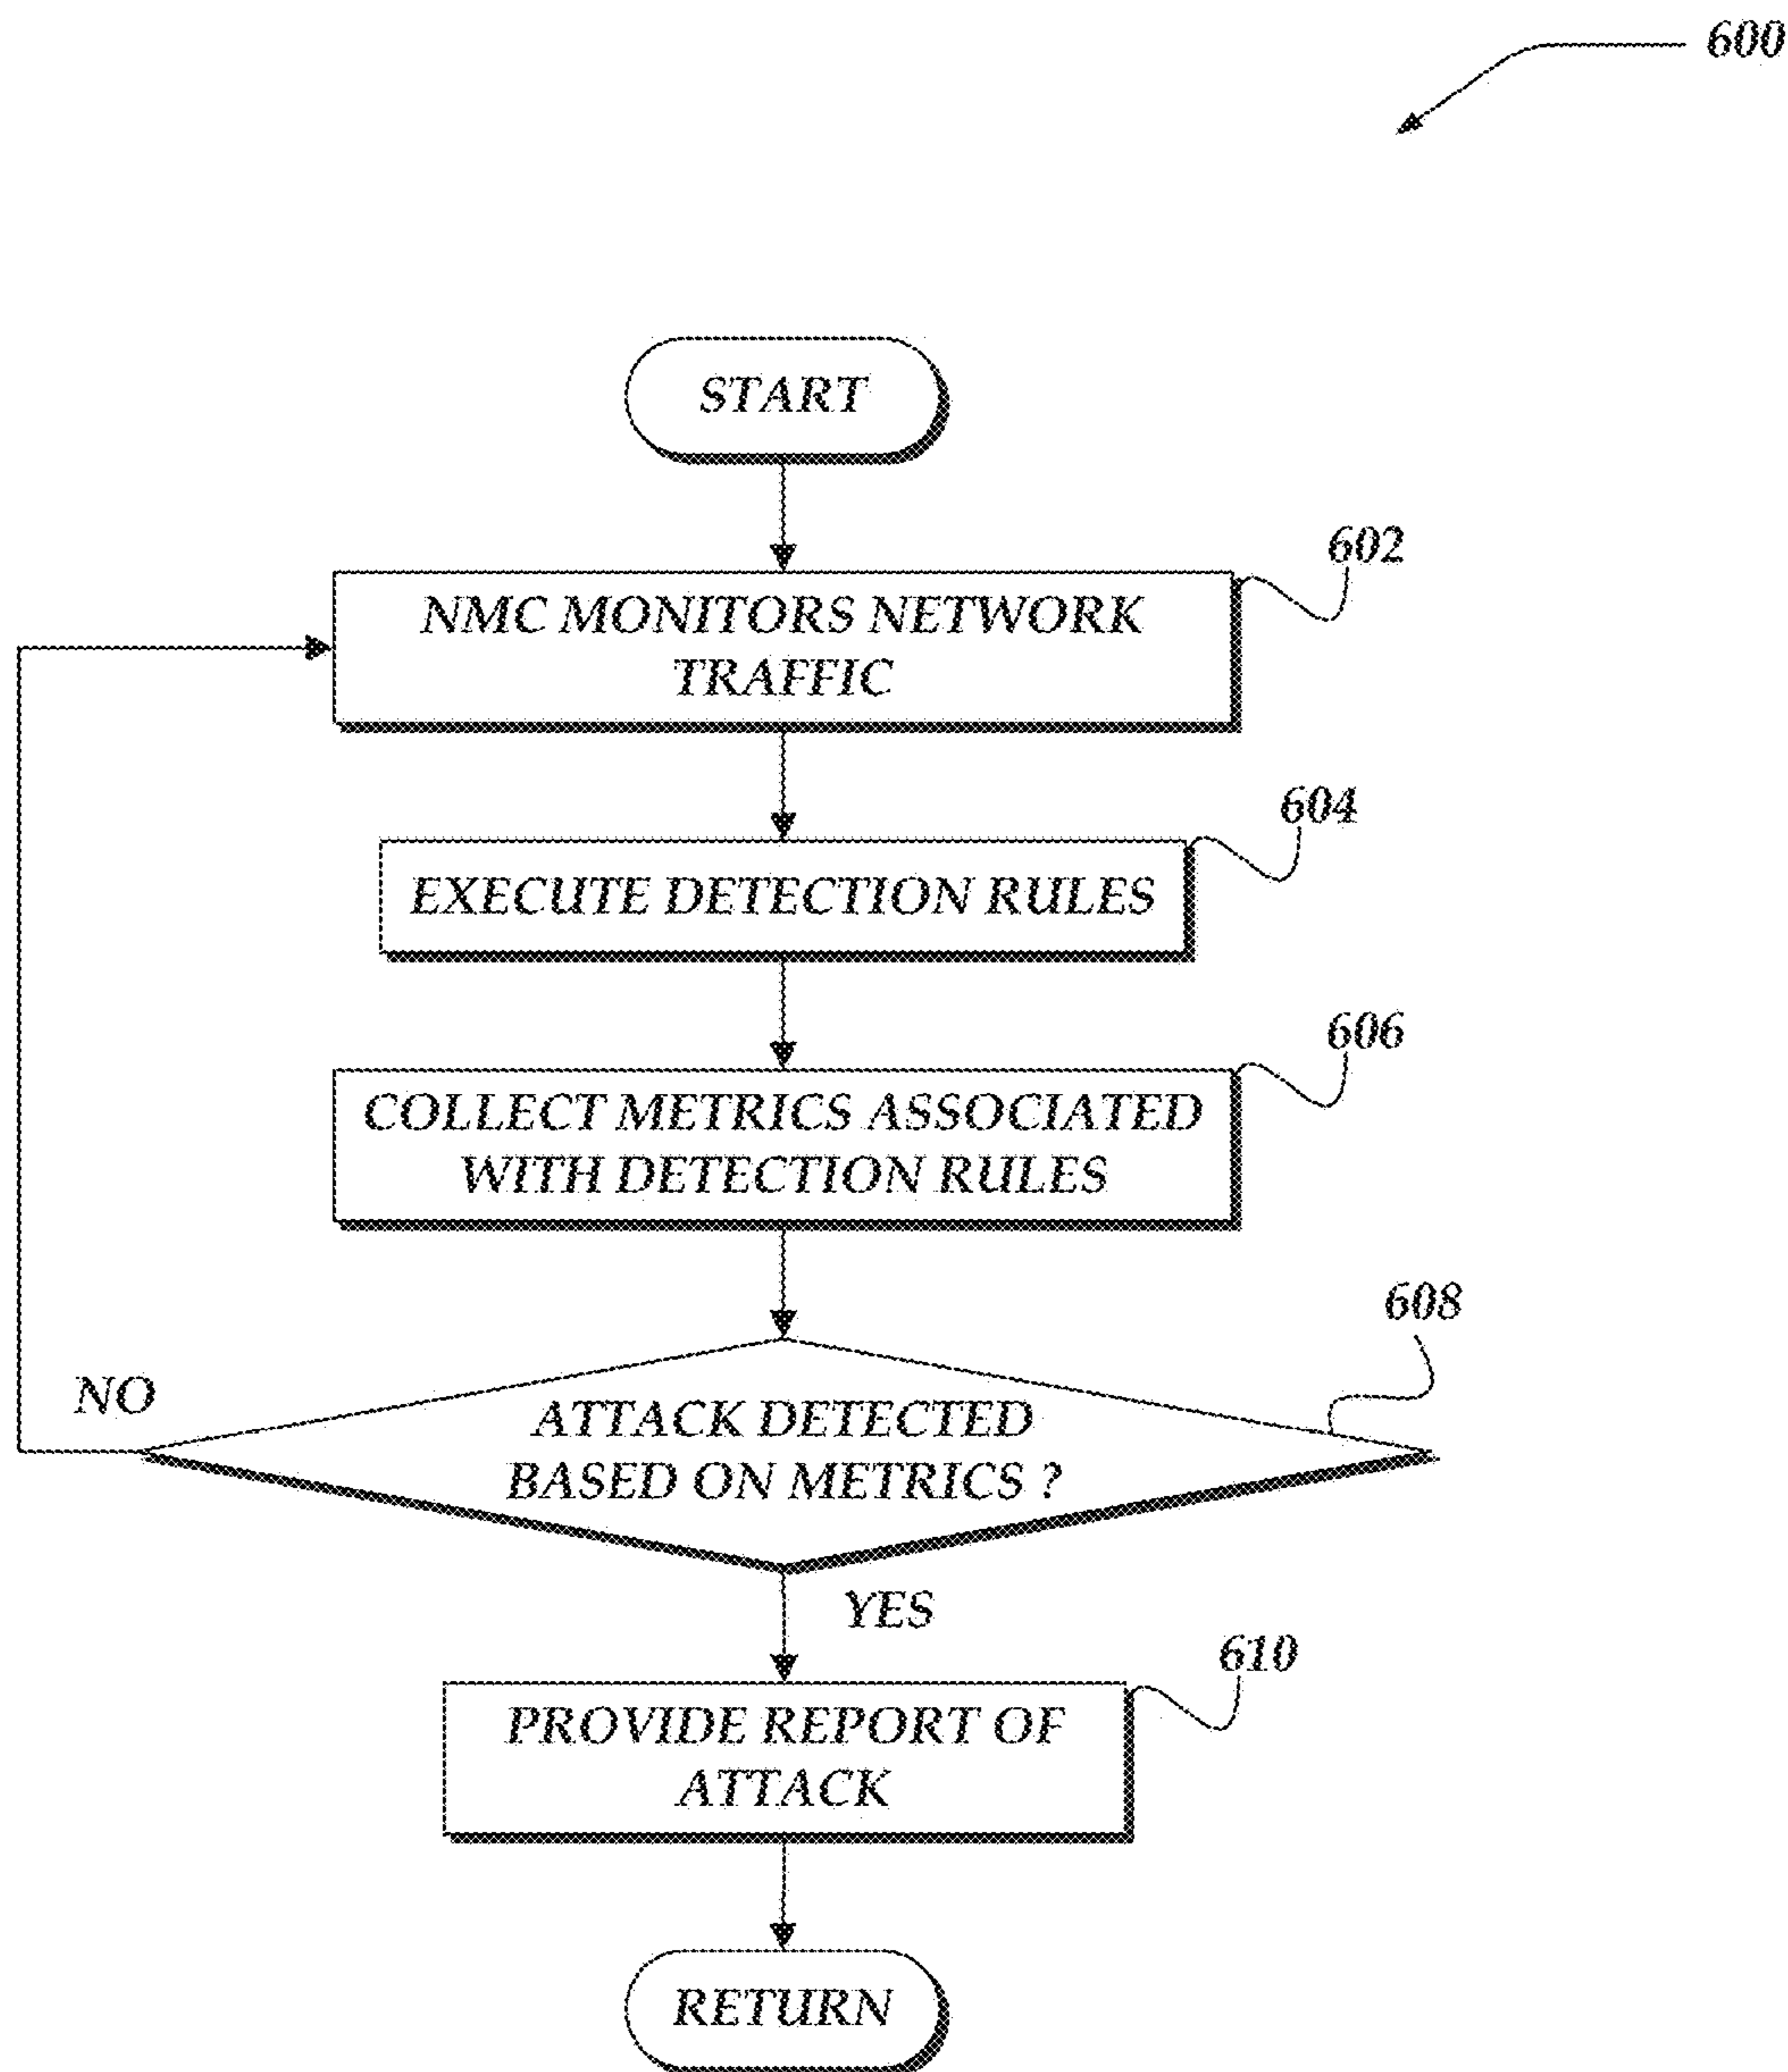 600
START
602
NMC MONITORS NETWORK
TRAFFIC
604
EXECUTE DETECTION RULES
606
COLLECT METRICS ASSOCIATED
WITH DETECTION RULES
608
NO
ATTACK DETECTED
BASED ON METRICS ?
YES
610
PROVIDE REPORT OF
ATTACK
RETURN